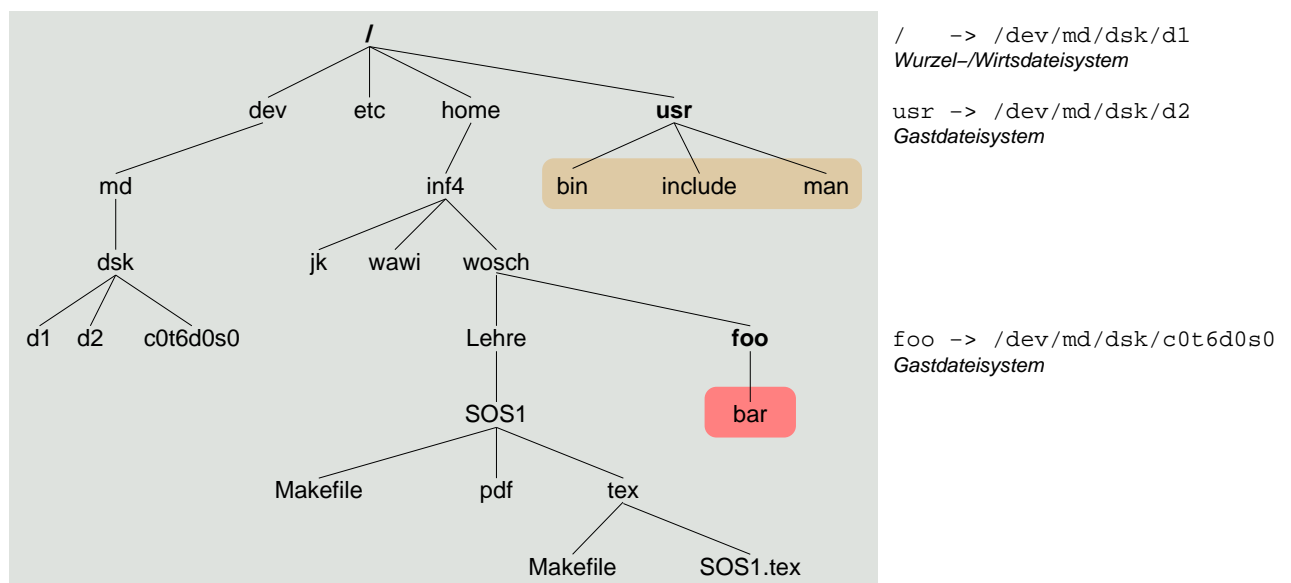 /
/ -> /dev/md/dsk/d1
Wurzel-/Wirtsdateisystem
dev etc home usr
usr -> /dev/md/dsk/d2
Gastdateisystem
md inf4 bin include man
dsk jk wawi wosch
d1 d2 c0t6d0s0 Lehre foo
foo -> /dev/md/dsk/c0t6d0s0
Gastdateisystem
SOS1 bar
Makefile pdf tex
Makefile SOS1.tex